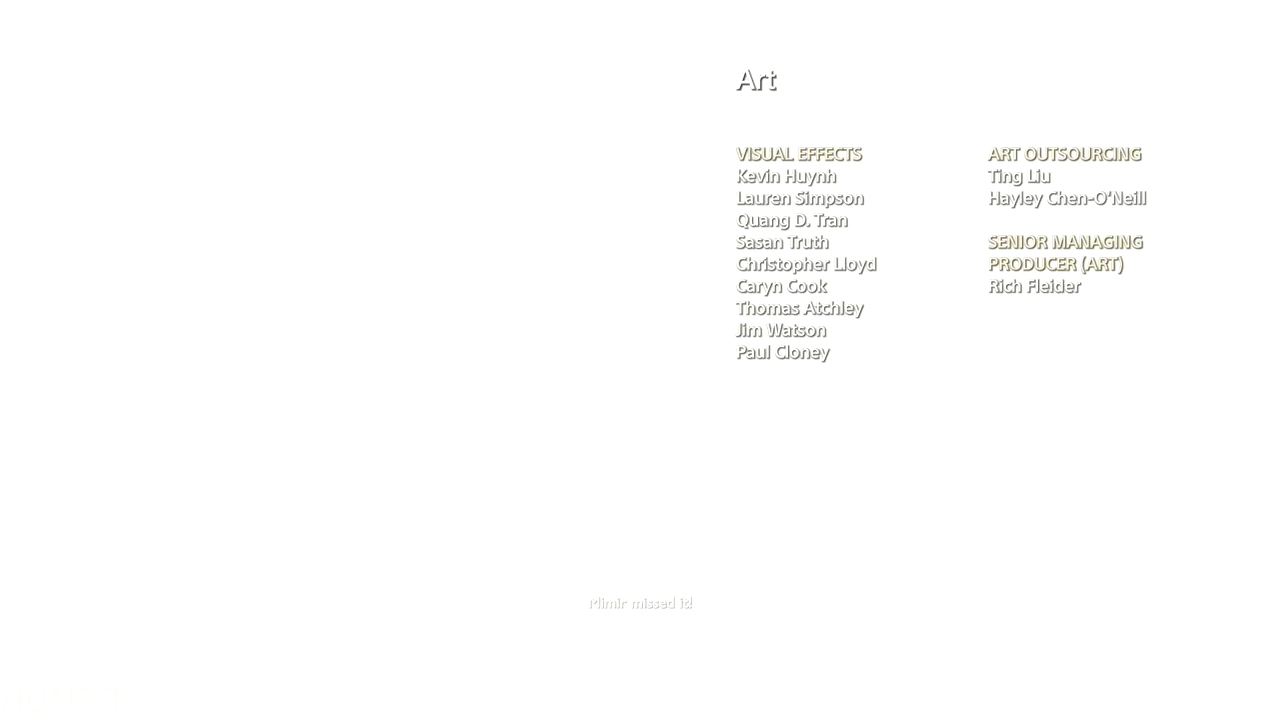 Art
VISUAL EFFECTS
Kevin Huynh
Lauren Simpson
Quang D. Tran
Sasan Truth
Christopher Lloyd
Caryn Cook
Thomas Atchley
Jim Watson
Paul Cloney
ART OUTSOURCING
Ting Liu
Hayley Chen-O'Neill
SENIOR MANAGING
PRODUCER (ART)
Rich Fleider
Mimir missed it!